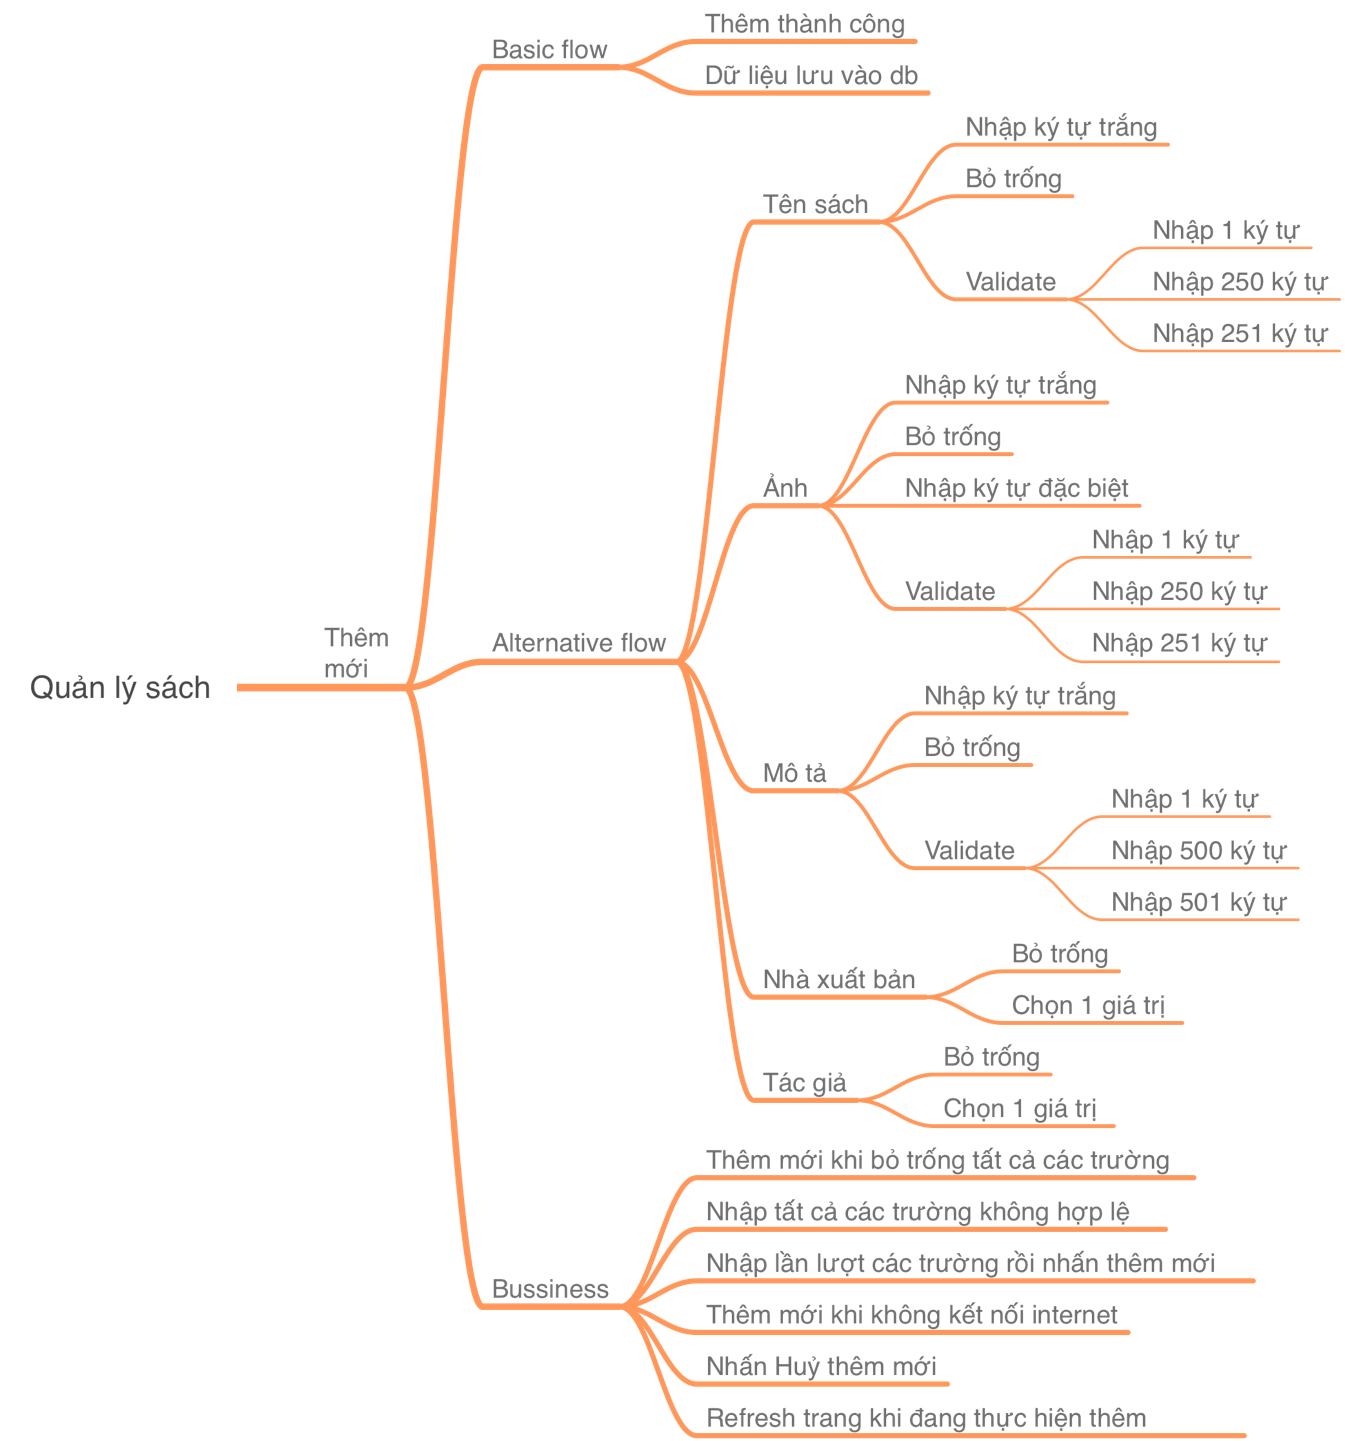 Quản lý sách
Thêm
mới
Basic flow
Thêm thành công
Dữ liệu lưu vào db
Alternative flow
Tên sách
Nhập ký tự trắng
Bỏ trống
Validate
Nhập 1 ký tự
Nhập 250 ký tự
Nhập 251 ký tự
Ảnh
Nhập ký tự trắng
Bỏ trống
Nhập ký tự đặc biệt
Validate
Nhập 1 ký tự
Nhập 250 ký tự
Nhập 251 ký tự
Mô tả
Nhập ký tự trắng
Bỏ trống
Validate
Nhập 1 ký tự
Nhập 500 ký tự
Nhập 501 ký tự
Nhà xuất bản
Bỏ trống
Chọn 1 giá trị
Tác giả
Bỏ trống
Chọn 1 giá trị
Bussiness
Thêm mới khi bỏ trống tất cả các trường
Nhập tất cả các trường không hợp lệ
Nhập lần lượt các trường rồi nhấn thêm mới
Thêm mới khi không kết nối internet
Nhấn Huỷ thêm mới
Refresh trang khi đang thực hiện thêm